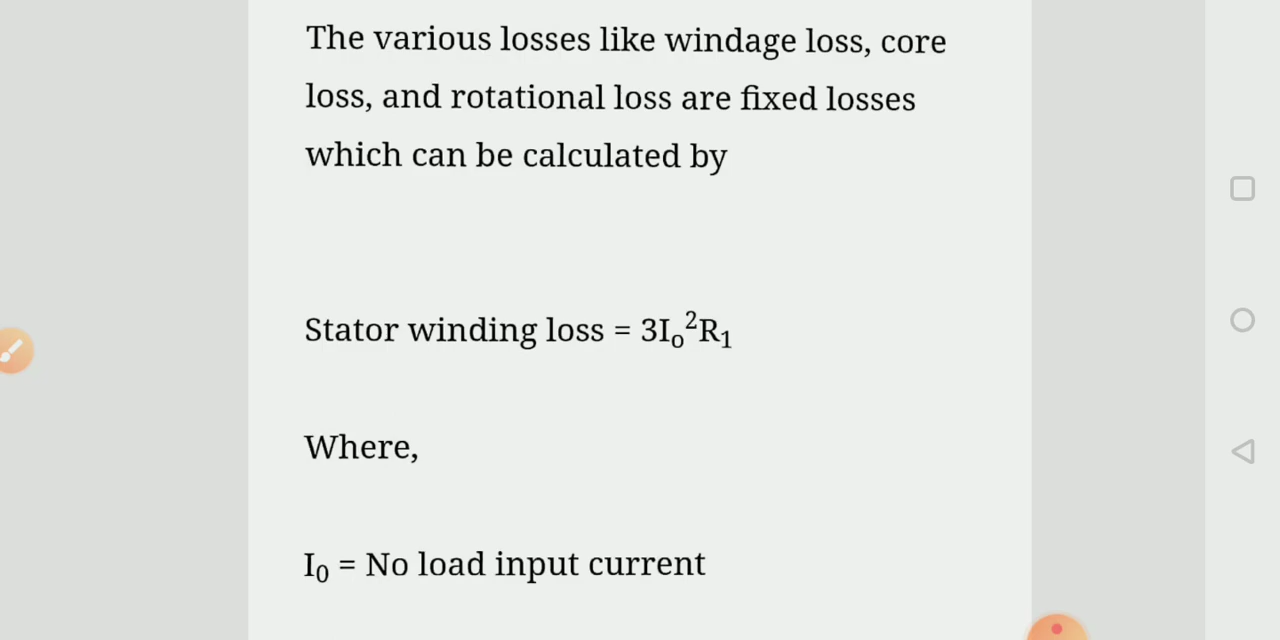 The various losses like windage loss, core
loss, and rotational loss are fixed losses
which can be calculated by
Stator winding loss = 3Iₒ²R₁
Where,
I₀ = No load input current